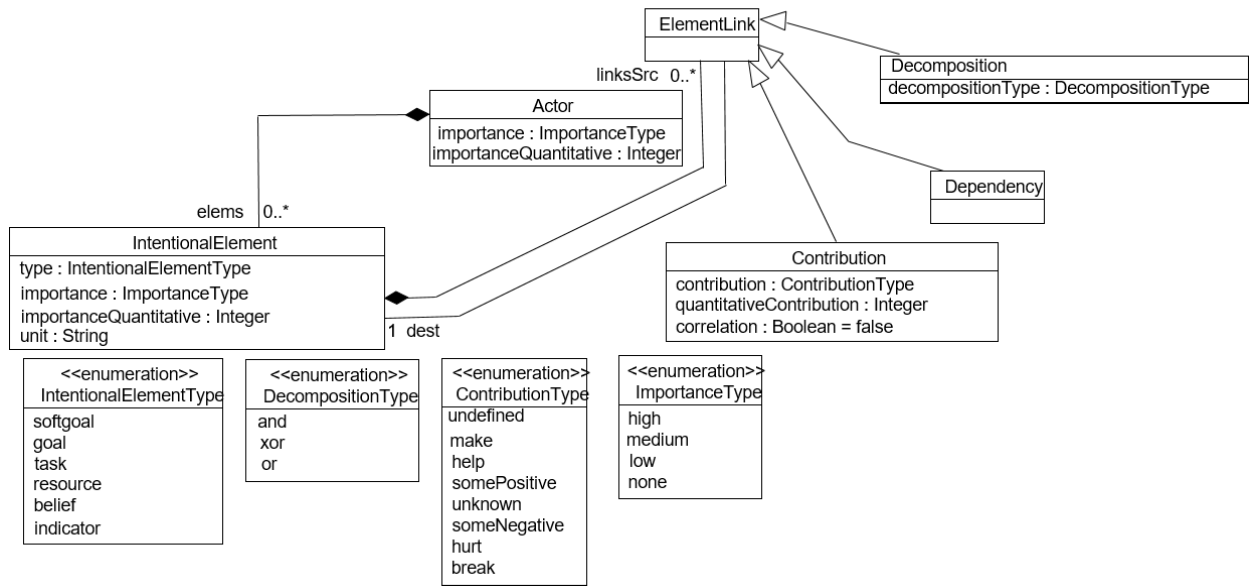 ElementLink
linksSrc 0..*
Decomposition
decompositionType : DecompositionType
Actor
importance : ImportanceType
importanceQuantitative : Integer
Dependency
elems 0..*
IntentionalElement
type : IntentionalElementType
importance : ImportanceType
importanceQuantitative : Integer
unit : String
1 dest
Contribution
contribution : ContributionType
quantitativeContribution : Integer
correlation : Boolean = false
<<enumeration>>
IntentionalElementType
softgoal
goal
task
resource
belief
indicator
<<enumeration>>
DecompositionType
and
xor
or
<<enumeration>>
ContributionType
undefined
make
help
somePositive
unknown
someNegative
hurt
break
<<enumeration>>
ImportanceType
high
medium
low
none